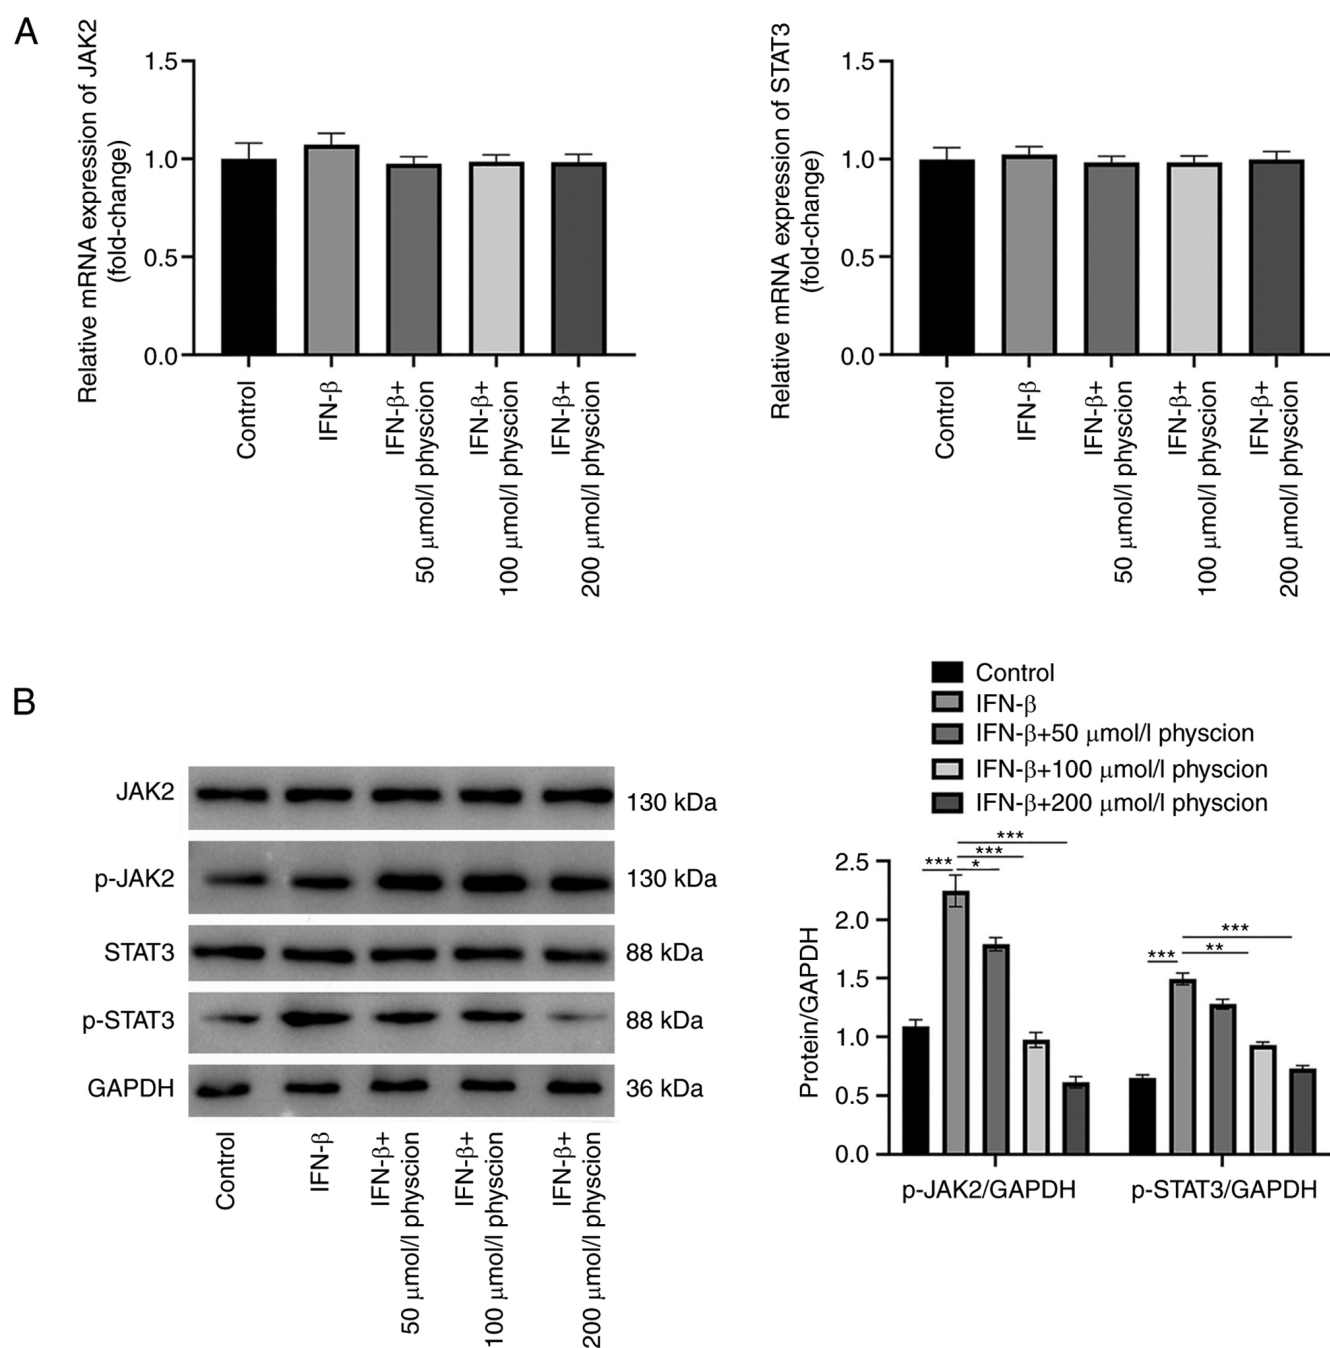 A
Relative mRNA expression of JAK2
(fold-change)
1.5
1.0
0.5
0.0
Control
IFN-β
IFN-β+
50 μmol/l physcion
IFN-β+
100 μmol/l physcion
IFN-β+
200 μmol/l physcion
Relative mRNA expression of STAT3
(fold-change)
1.5
1.0
0.5
0.0
Control
IFN-β
IFN-β+
50 μmol/l physcion
IFN-β+
100 μmol/l physcion
IFN-β+
200 μmol/l physcion
B
JAK2
130 kDa
p-JAK2
130 kDa
STAT3
88 kDa
p-STAT3
88 kDa
GAPDH
36 kDa
Control
IFN-β
IFN-β+
50 μmol/l physcion
IFN-β+
100 μmol/l physcion
IFN-β+
200 μmol/l physcion
Control
IFN-β
IFN-β+50 μmol/l physcion
IFN-β+100 μmol/l physcion
IFN-β+200 μmol/l physcion
Protein/GAPDH
2.5
2.0
1.5
1.0
0.5
0.0
***
***
***
*
***
***
**
p-JAK2/GAPDH
p-STAT3/GAPDH